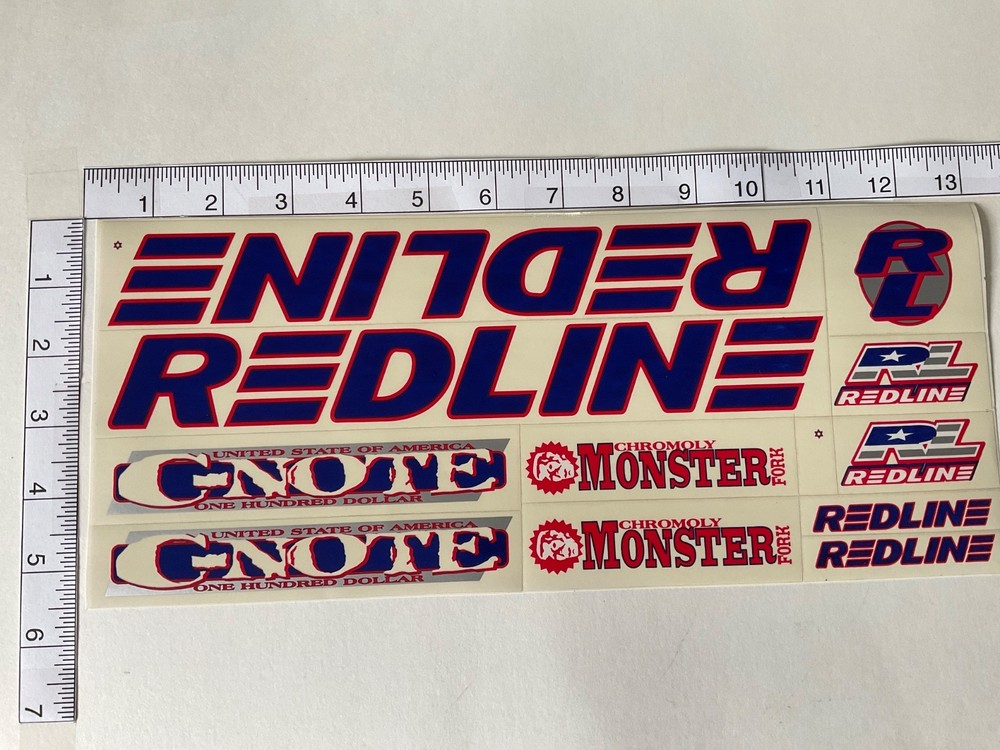 1 2 3 4 5 6 7 8 9 10 11 12 13
1
2
3
4
5
6
7
REDLINE
REDLINE
RL
RL
REDLINE
RL
REDLINE
UNITED STATE OF AMERICA
C-NOTE
ONE HUNDRED DOLLAR
CHROMOLY
MONSTER
FORK
UNITED STATE OF AMERICA
C-NOTE
ONE HUNDRED DOLLAR
CHROMOLY
MONSTER
FORK
REDLINE
REDLINE